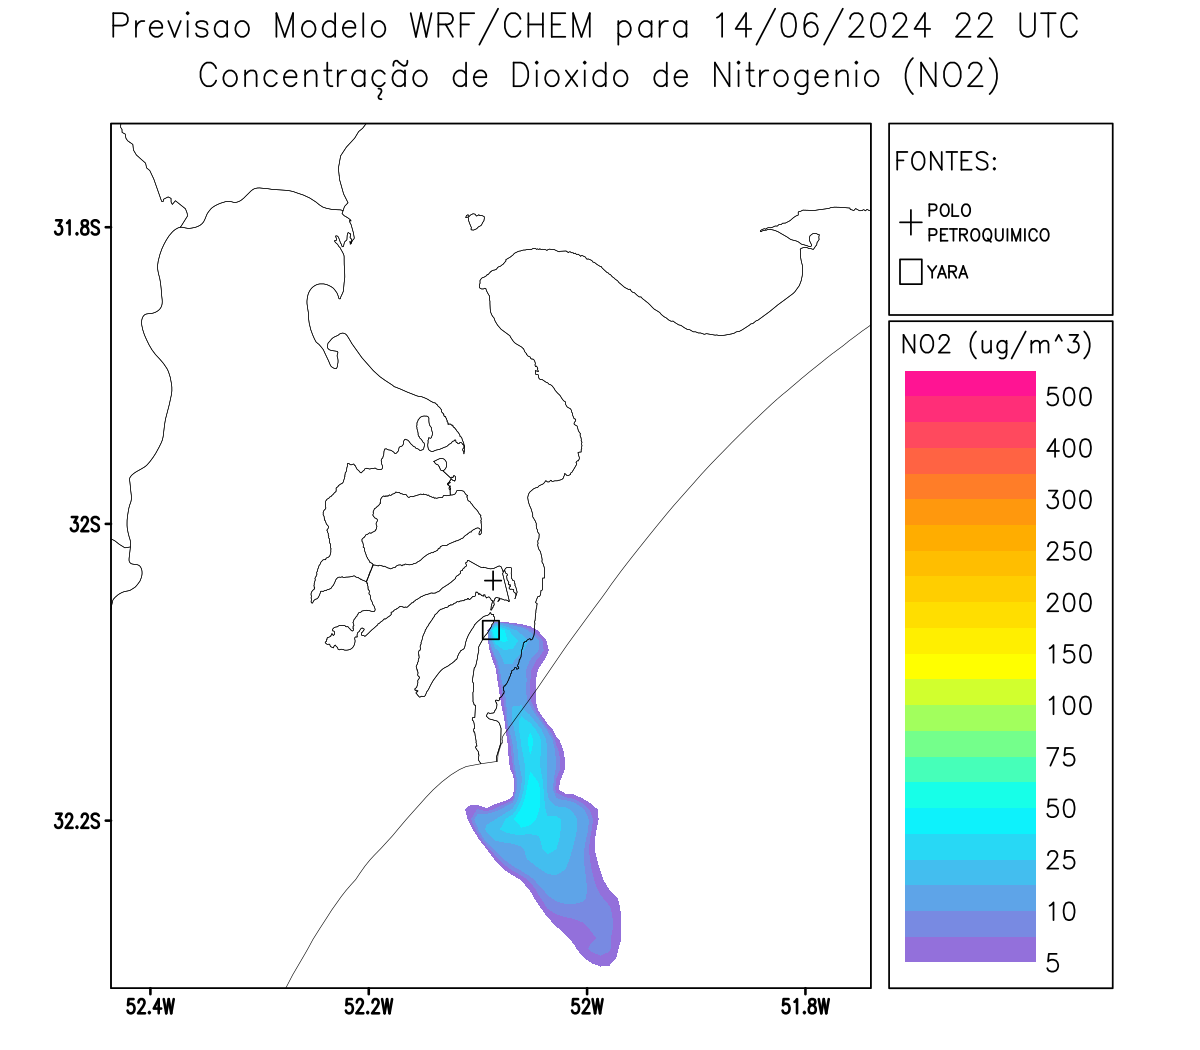 Previsao Modelo WRF/CHEM para 14/06/2024 22 UTC
Concentração de Dioxido de Nitrogenio (NO2)
FONTES:
POLO
PETROQUIMICO
YARA
NO2 (ug/m^3)
500
400
300
250
200
150
100
75
50
25
10
5
31.8S
32S
32.2S
52.4W
52.2W
52W
51.8W